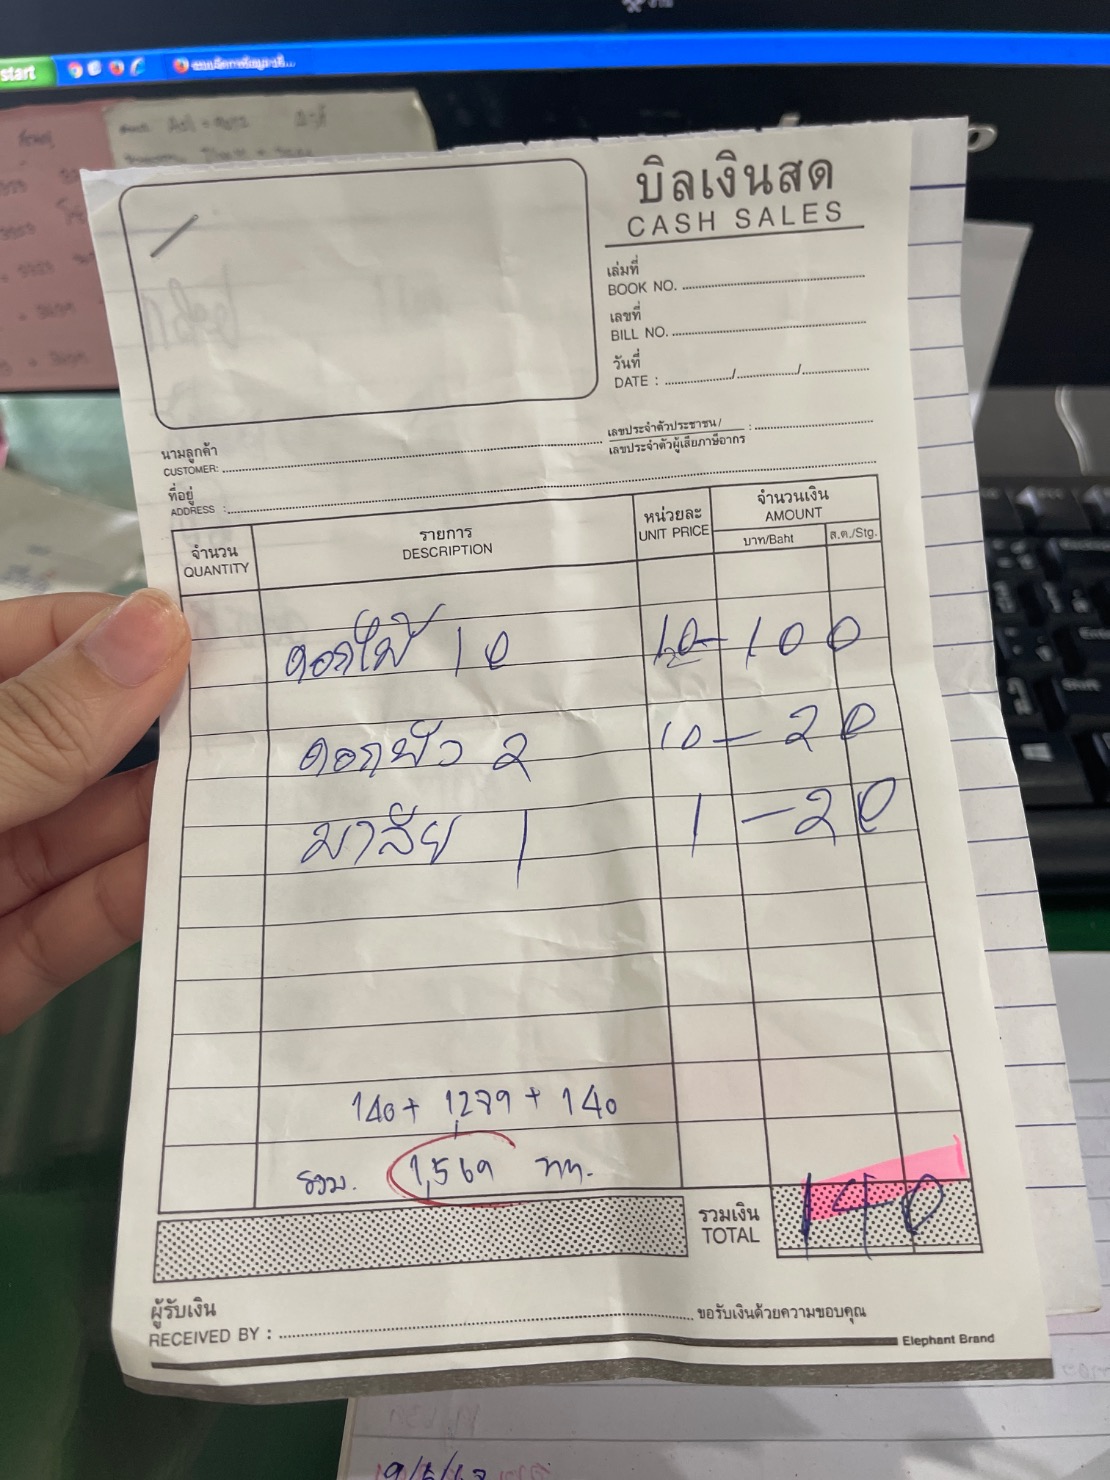 start
บิลเงินสด
CASH SALES
เล่มที่
BOOK NO.
เลขที่
BILL NO.
วันที่
DATE : / /
นามลูกค้า
CUSTOMER:
เลขประจำตัวประชาชน/
เลขประจำตัวผู้เสียภาษีอากร :
ที่อยู่
ADDRESS :
จำนวน
QUANTITY
รายการ
DESCRIPTION
หน่วยละ
UNIT PRICE
จำนวนเงิน
AMOUNT
บาท/Baht
ส.ต./Stg.
ดอกไม้ 10 10 - 100
ดอกบัว 2 10 - 20
มาลัย 1 1 - 20
140 + 1279 + 140
รวม. 1,569 บาท.
รวมเงิน
TOTAL
140
ผู้รับเงิน
RECEIVED BY :
ขอรับเงินด้วยความขอบคุณ
Elephant Brand